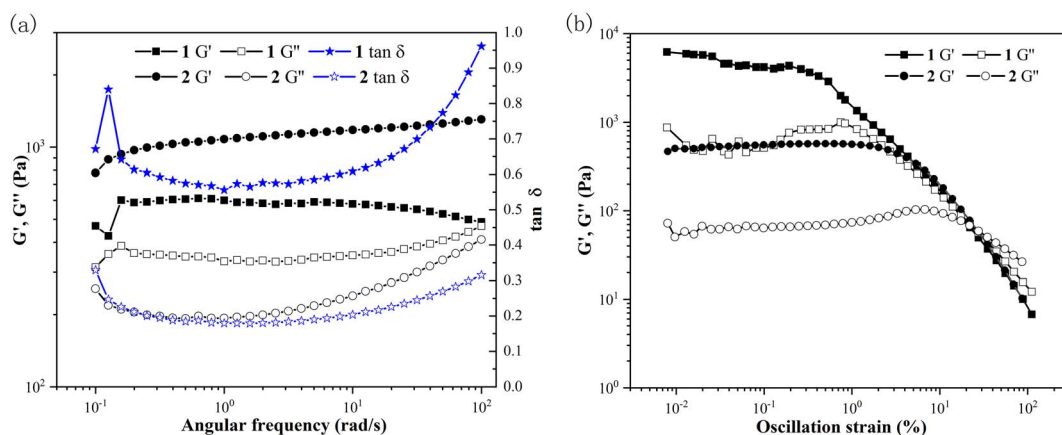 (a)
1 G' 1 G" 1 tan δ
2 G' 2 G" 2 tan δ
10³
10²
G', G" (Pa)
1.0
0.9
0.8
0.7
0.6
0.5
0.4
0.3
0.2
0.1
0.0
tan δ
10⁻¹ 10⁰ 10¹ 10²
Angular frequency (rad/s)
(b)
1 G' 1 G"
2 G' 2 G"
10⁴
10³
10²
10¹
10⁰
G', G" (Pa)
10⁻² 10⁻¹ 10⁰ 10¹ 10²
Oscillation strain (%)